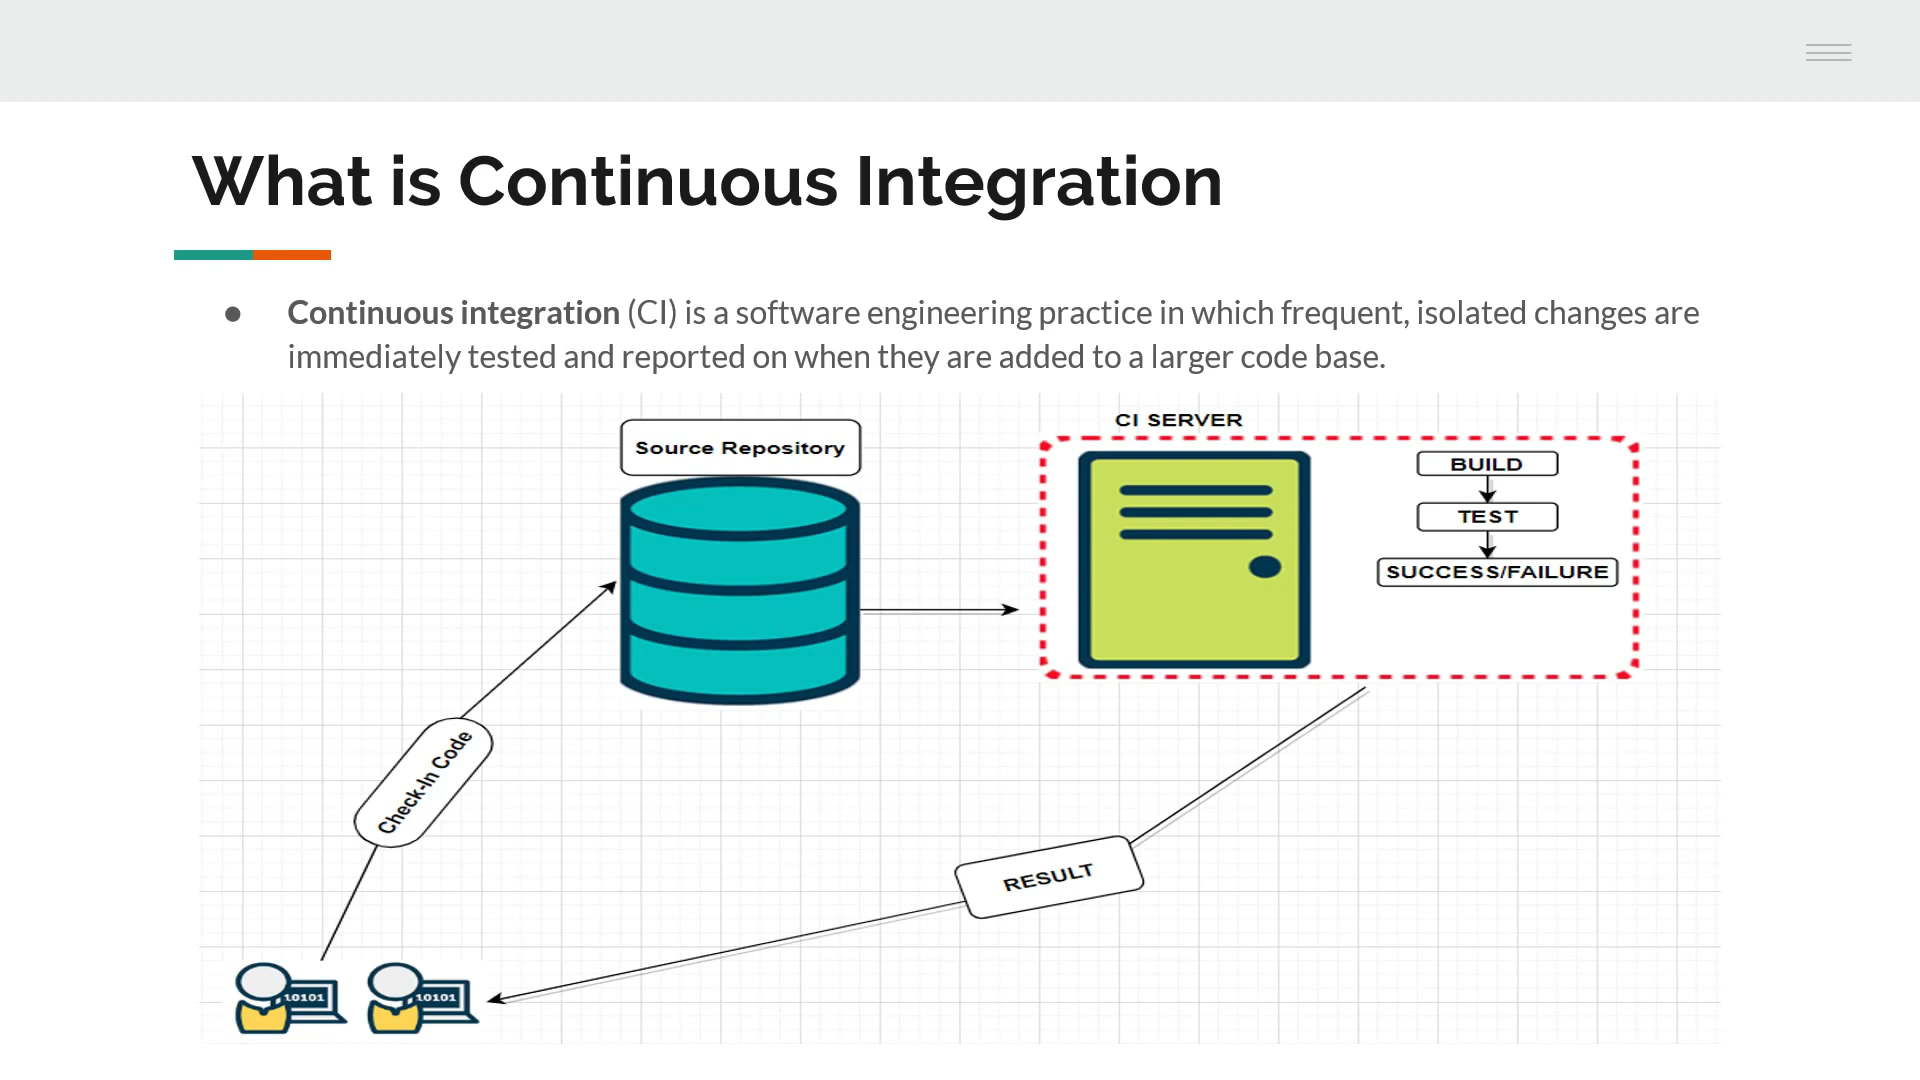 What is Continuous Integration
● Continuous integration (CI) is a software engineering practice in which frequent, isolated changes are
immediately tested and reported on when they are added to a larger code base.
CI SERVER
Source Repository
BUILD
TEST
SUCCESS/FAILURE
Check-In Code
RESULT
10101
10101